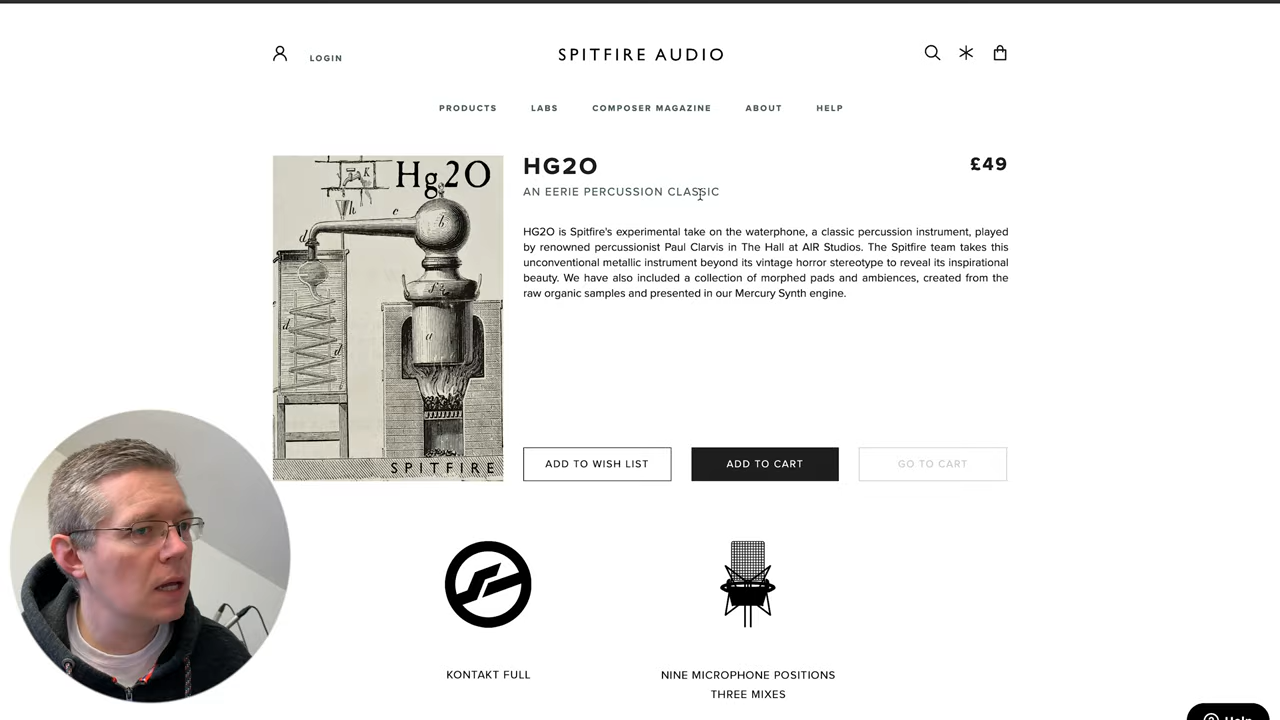 LOGIN
SPITFIRE AUDIO
PRODUCTS
LABS
COMPOSER MAGAZINE
ABOUT
HELP
Hg2O
K
h
c
b
d
d
a
d
d
SPITFIRE
HG2O
£49
AN EERIE PERCUSSION CLASSIC
HG2O is Spitfire's experimental take on the waterphone, a classic percussion instrument, played
by renowned percussionist Paul Clarvis in The Hall at AIR Studios. The Spitfire team takes this
unconventional metallic instrument beyond its vintage horror stereotype to reveal its inspirational
beauty. We have also included a collection of morphed pads and ambiences, created from the
raw organic samples and presented in our Mercury Synth engine.
ADD TO WISH LIST
ADD TO CART
GO TO CART
KONTAKT FULL
NINE MICROPHONE POSITIONS
THREE MIXES
Help